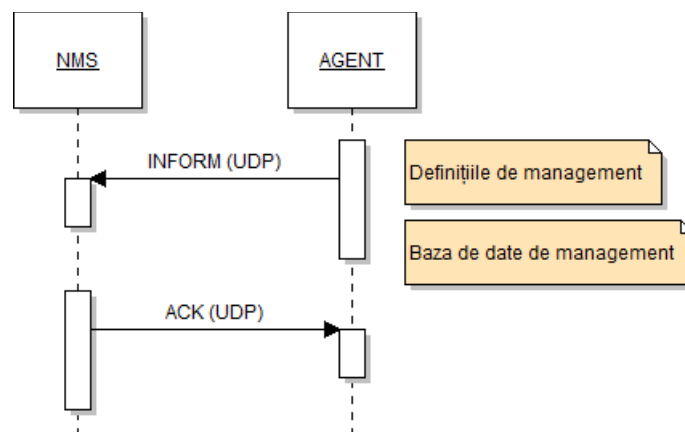 NMS
AGENT
INFORM (UDP)
Definițiile de management
Baza de date de management
ACK (UDP)